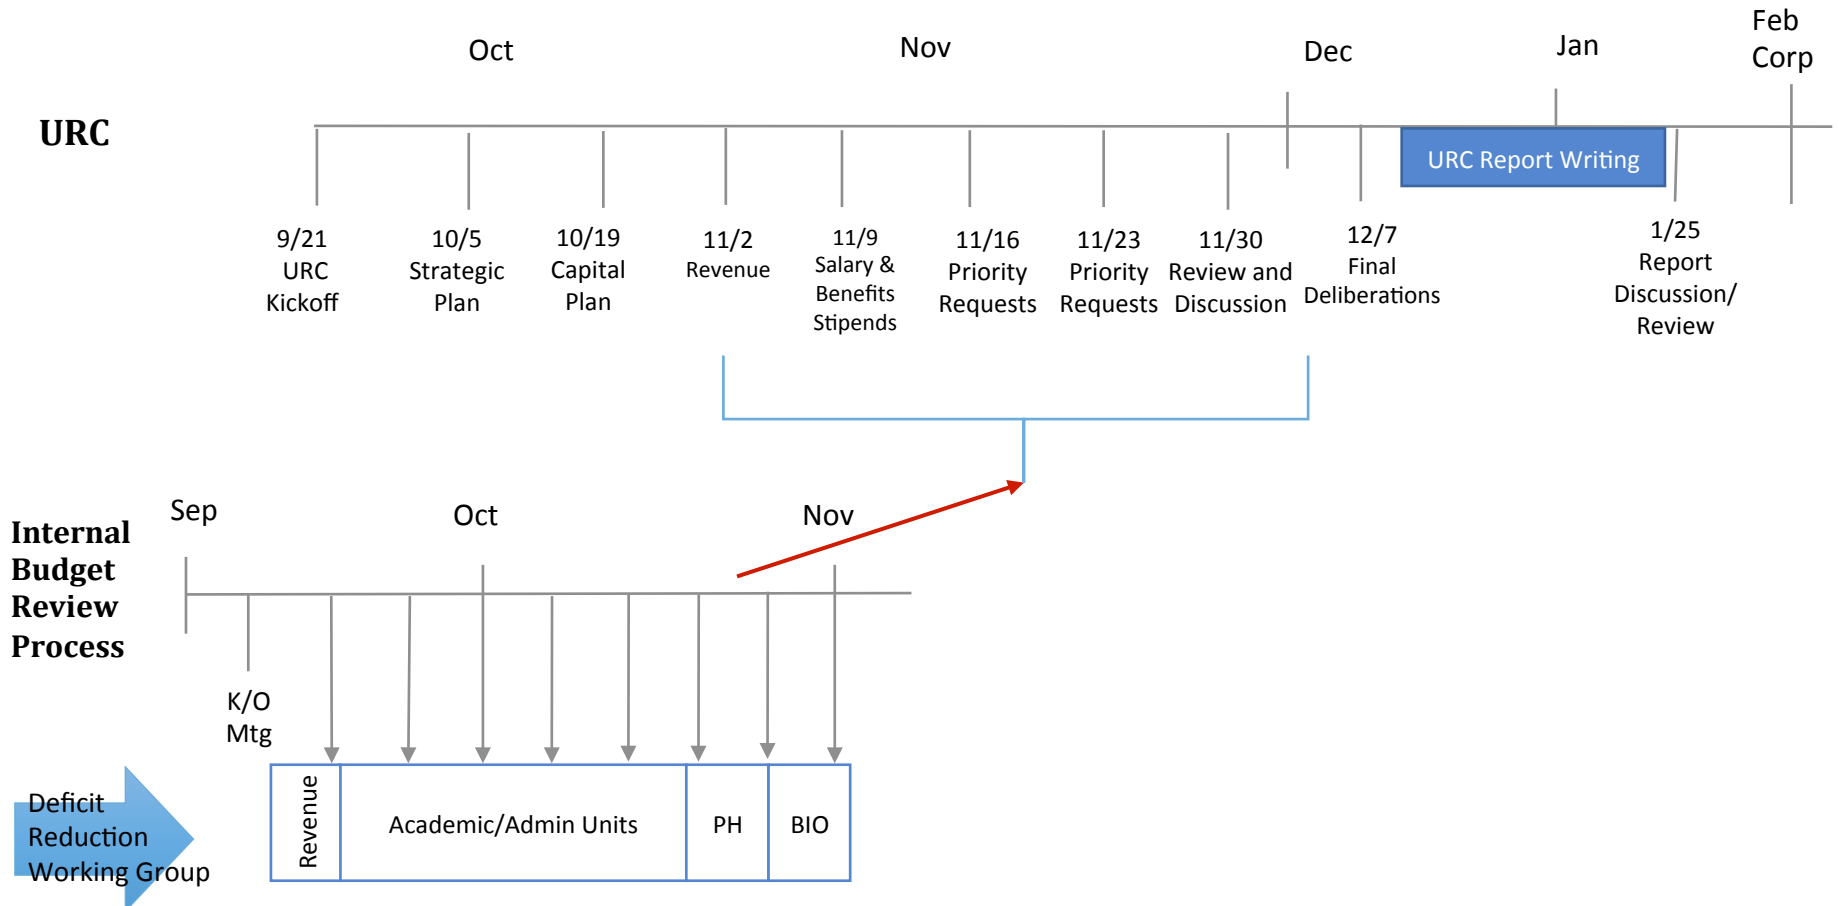 Oct
Nov
Dec
Jan
Feb
Corp
URC
URC Report Writing
9/21
URC
Kickoff
10/5
Strategic
Plan
10/19
Capital
Plan
11/2
Revenue
11/9
Salary &
Benefits
Stipends
11/16
Priority
Requests
11/23
Priority
Requests
11/30
Review and
Discussion
12/7
Final
Deliberations
1/25
Report
Discussion/
Review
Sep
Oct
Nov
Internal
Budget
Review
Process
K/O
Mtg
Deficit
Reduction
Working Group
Revenue
Academic/Admin Units
PH
BIO